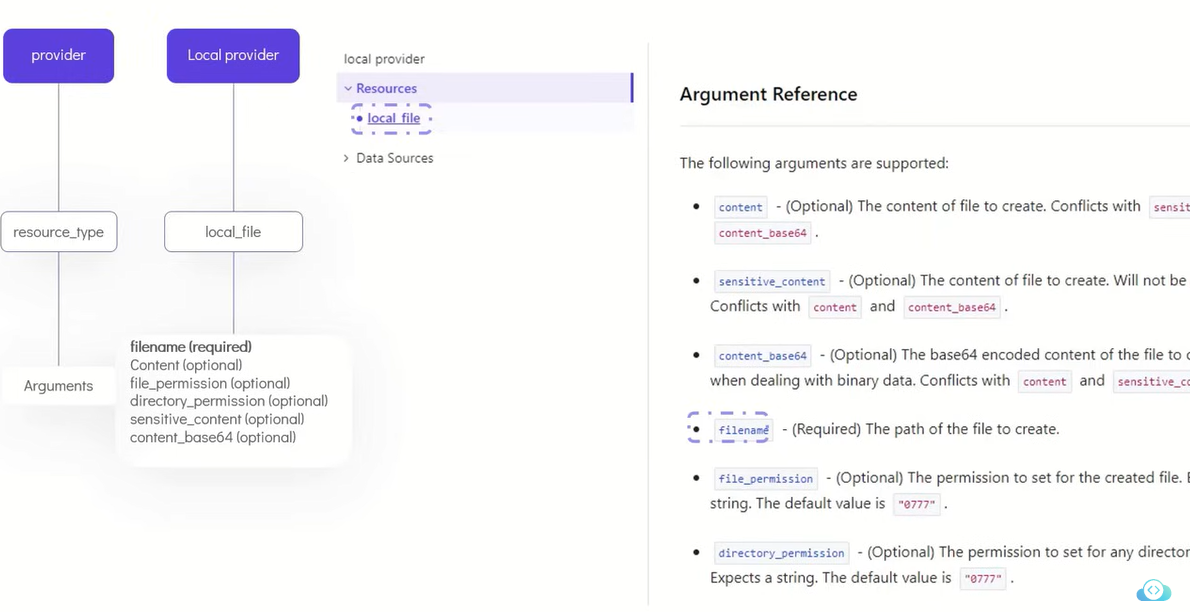 provider
Local provider
resource_type
local_file
Arguments
filename (required)
Content (optional)
file_permission (optional)
directory_permission (optional)
sensitive_content (optional)
content_base64 (optional)
local provider
Resources
local_file
Data Sources
Argument Reference
The following arguments are supported:
content - (Optional) The content of file to create. Conflicts with sensit
content_base64 .
sensitive_content - (Optional) The content of file to create. Will not be
Conflicts with content and content_base64 .
content_base64 - (Optional) The base64 encoded content of the file to c
when dealing with binary data. Conflicts with content and sensitive_co
filename - (Required) The path of the file to create.
file_permission - (Optional) The permission to set for the created file. E
string. The default value is "0777" .
directory_permission - (Optional) The permission to set for any director
Expects a string. The default value is "0777" .